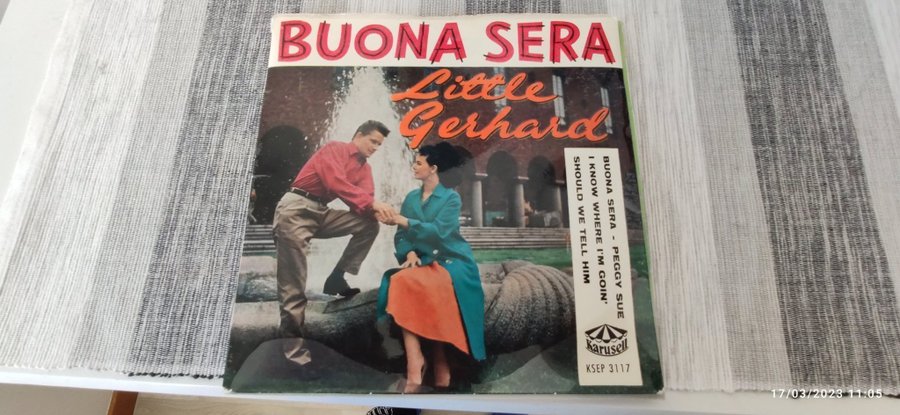 BUONA SERA
Little
Gerhard
BUONA SERA - PEGGY SUE
I KNOW WHERE I'M GOIN'
SHOULD WE TELL HIM
Karusell
KSEP 3117
17/03/2023 11:05